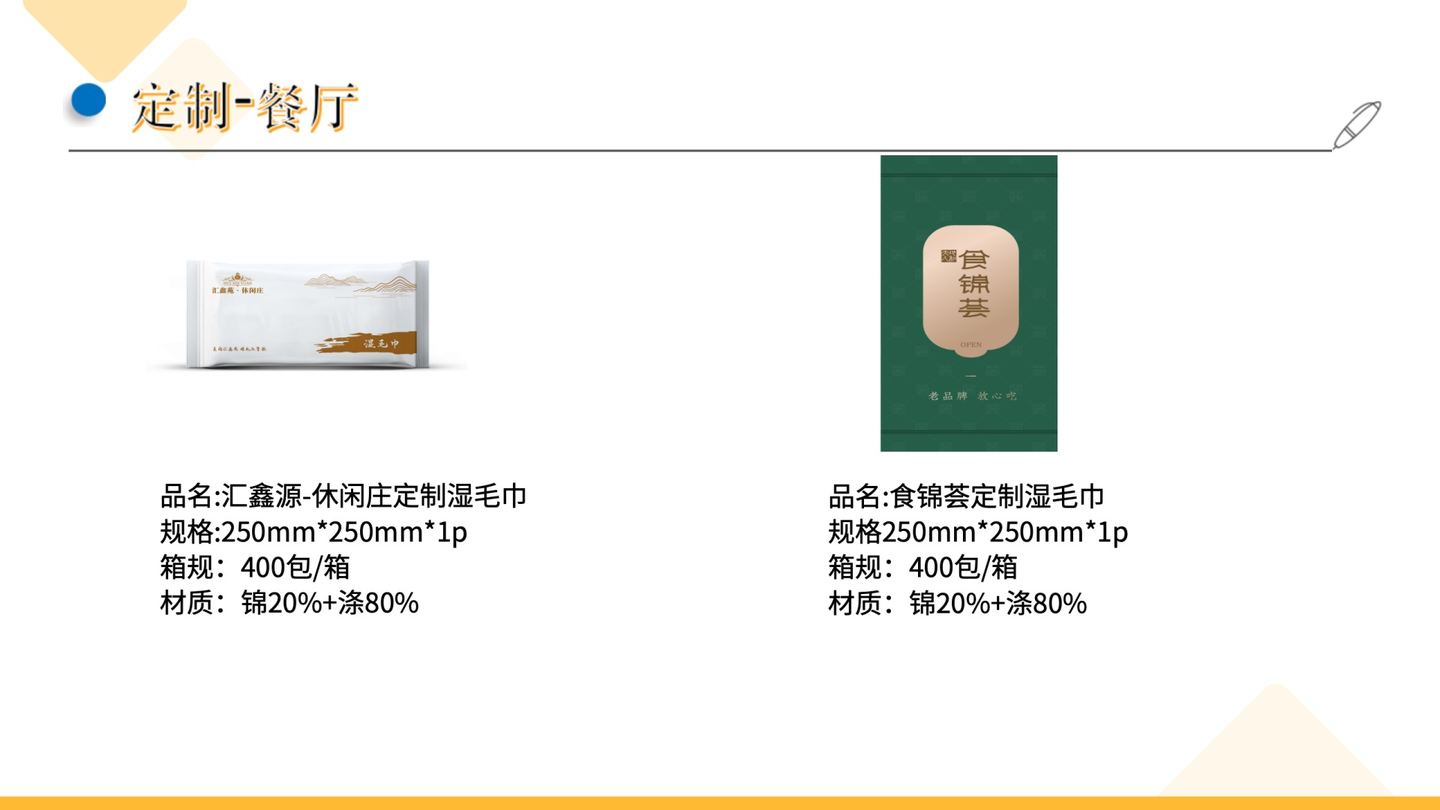 定制-餐厅
汇鑫苑·休闲庄
湿毛巾
食锦荟
OPEN
老品牌 放心吃
品名:汇鑫源-休闲庄定制湿毛巾
规格:250mm*250mm*1p
箱规：400包/箱
材质：锦20%+涤80%
品名:食锦荟定制湿毛巾
规格250mm*250mm*1p
箱规：400包/箱
材质：锦20%+涤80%